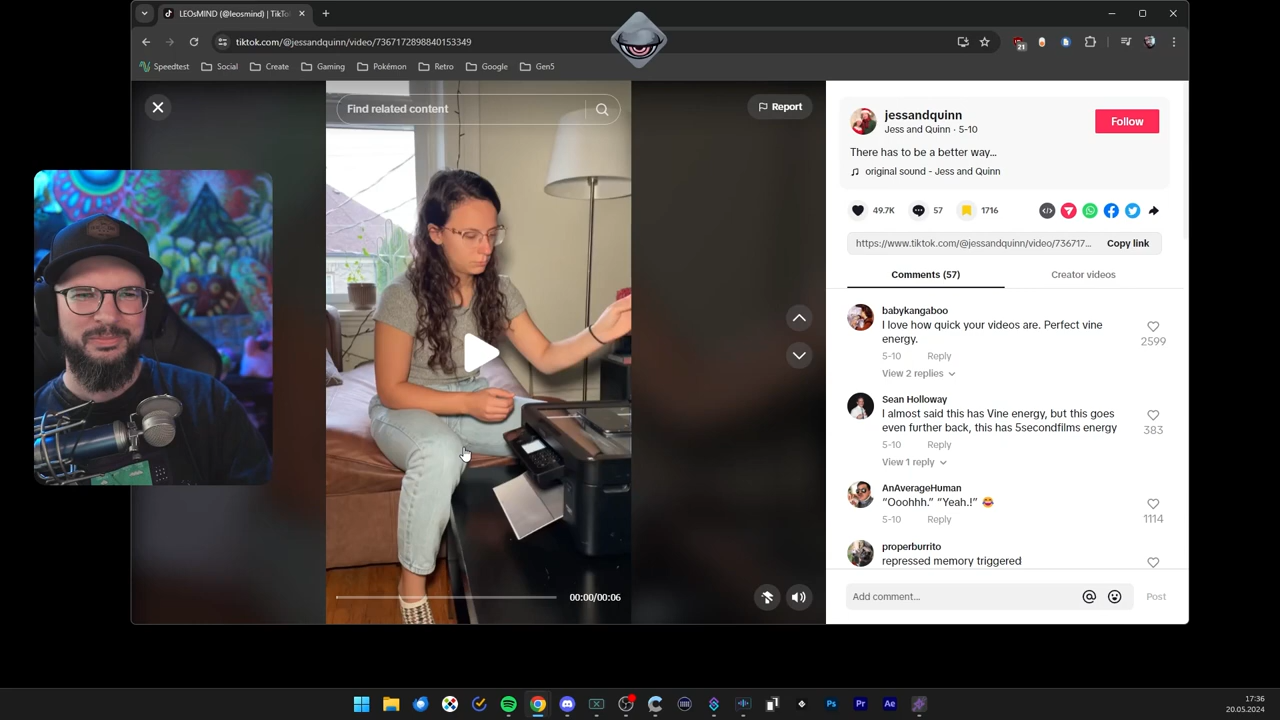 LEOsMIND (@leosmind) | TikTo
tiktok.com/@jessandquinn/video/7367172898840153349
21
Speedtest
Social
Create
Gaming
Pokémon
Retro
Google
Gen5
Find related content
Report
00:00/00:06
jessandquinn
Jess and Quinn · 5-10
Follow
There has to be a better way...
original sound - Jess and Quinn
49.7K
57
1716
https://www.tiktok.com/@jessandquinn/video/736717...
Copy link
Comments (57)
Creator videos
babykangaboo
I love how quick your videos are. Perfect vine
energy.
2599
5-10
Reply
View 2 replies
Sean Holloway
I almost said this has Vine energy, but this goes
even further back, this has 5secondfilms energy
383
5-10
Reply
View 1 reply
AnAverageHuman
“Ooohhh.” “Yeah.!” 😂
1114
5-10
Reply
properburrito
repressed memory triggered
Add comment...
Post
Ps
Pr
Ae
17:36
20.05.2024